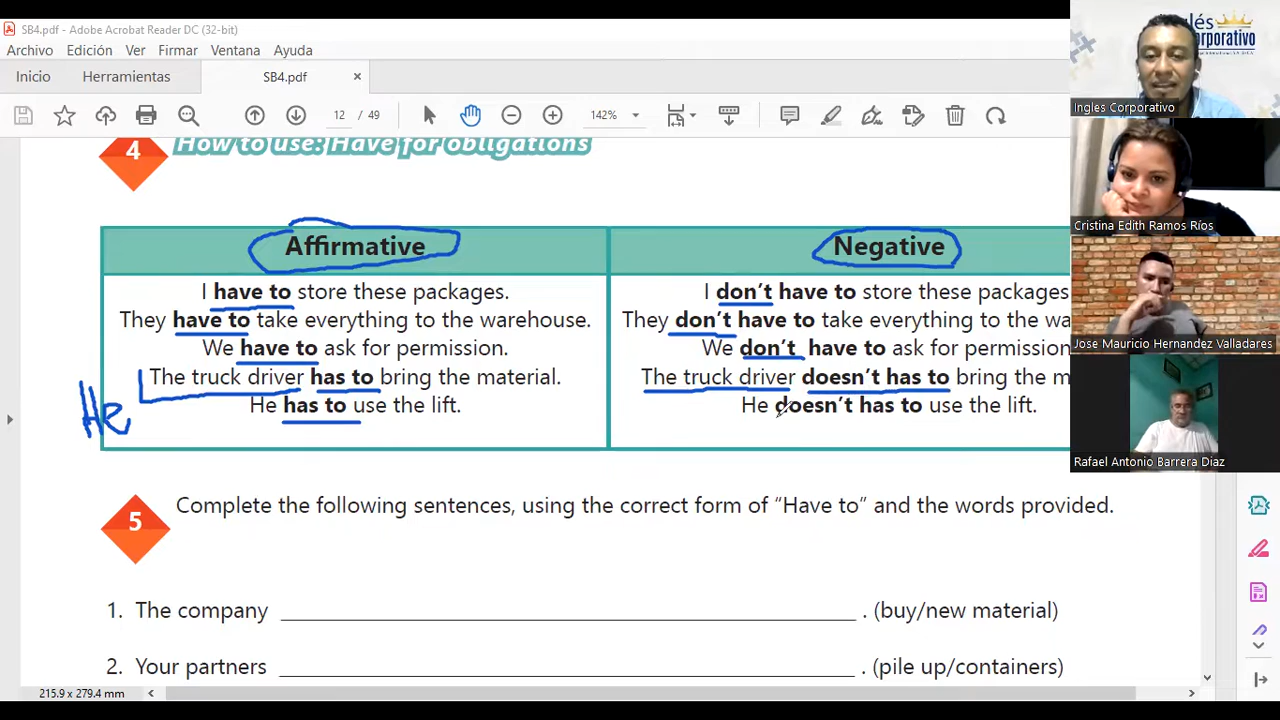 SB4.pdf - Adobe Acrobat Reader DC (32-bit)
Archivo Edición Ver Firmar Ventana Ayuda
Inicio Herramientas SB4.pdf ×
12 / 49 142%
4 How to use: Have for obligations
Affirmative
I have to store these packages.
They have to take everything to the warehouse.
We have to ask for permission.
The truck driver has to bring the material.
He has to use the lift.
He
Negative
I don't have to store these packages
They don't have to take everything to the wa
We don't have to ask for permission
The truck driver doesn't has to bring the m
He doesn't has to use the lift.
5 Complete the following sentences, using the correct form of “Have to” and the words provided.
1. The company ______ . (buy/new material)
2. Your partners ______ . (pile up/containers)
215.9 x 279.4 mm
Corporativo
Ingles Corporativo
Cristina Edith Ramos Ríos
Jose Mauricio Hernandez Valladares
Rafael Antonio Barrera Diaz